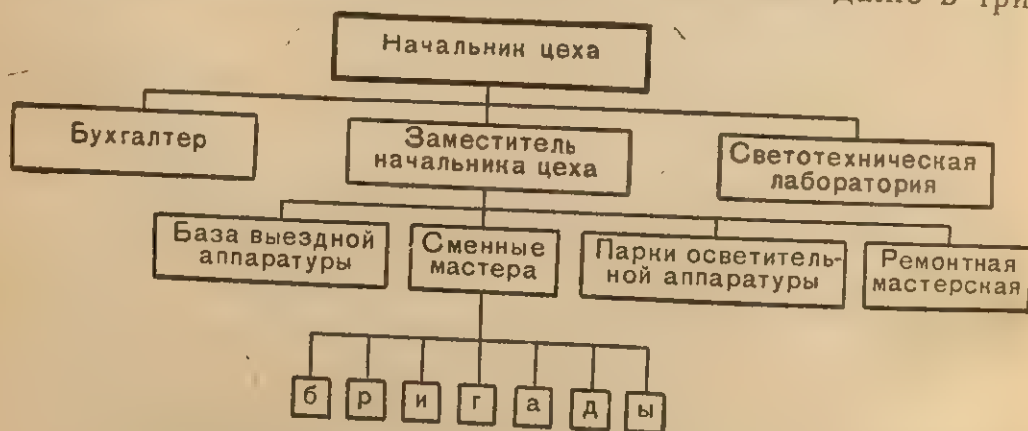 Начальник цеха
Бухгалтер
Заместитель
начальника цеха
Светотехническая
лаборатория
База выездной
аппаратуры
Сменные
мастера
Парки осветитель-
ной аппаратуры
Ремонтная
мастерская
б р и г а д ы